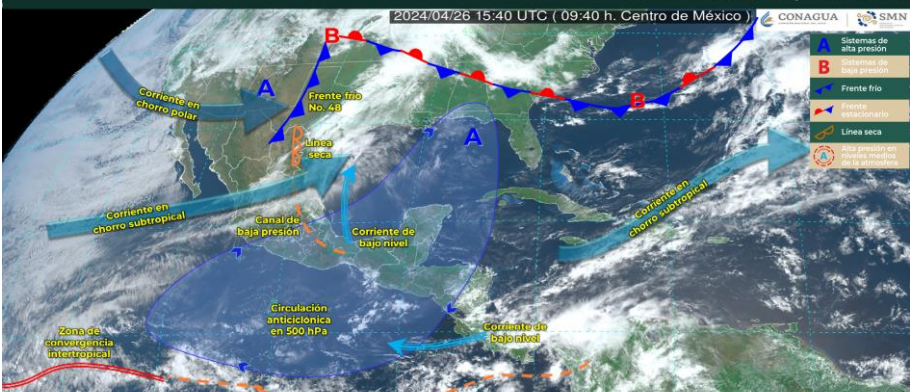 2024/04/26 15:40 UTC ( 09:40 h. Centro de México )
CONAGUA
SMN
A
Sistemas de
alta presión
B
Sistemas de
baja presión
Frente frío
Frente
estacionario
Línea seca
A
Alta presión en
niveles medios
de la atmosfera
B
A
Corriente en
chorro polar
Frente frío
No. 48
B
A
Línea
seca
Corriente en
chorro subtropical
Corriente en
chorro subtropical
Canal de
baja presión
Corriente de
bajo nivel
Circulación
anticiclónica
en 500 hPa
Corriente de
bajo nivel
Zona de
convergencia
intertropical